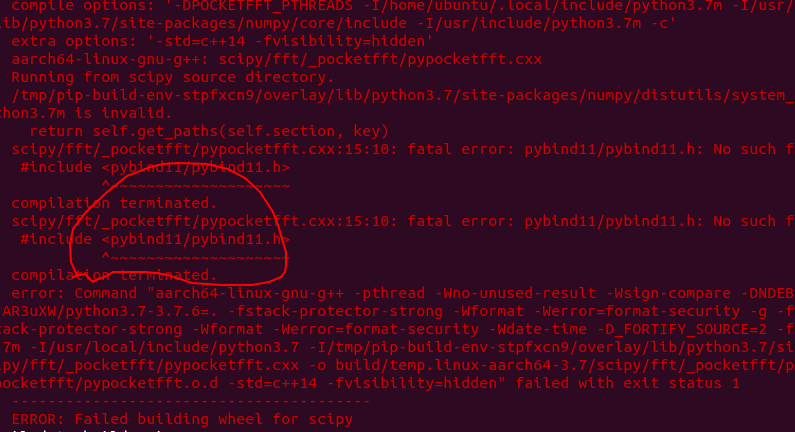 compile options: '-DPOCKETFFT_PTHREADS -I/home/ubuntu/.local/include/python3.7m -I/usr/
ib/python3.7/site-packages/numpy/core/include -I/usr/include/python3.7m -c'
extra options: '-std=c++14 -fvisibility=hidden'
aarch64-linux-gnu-g++: scipy/fft/_pocketfft/pypocketfft.cxx
Running from scipy source directory.
/tmp/pip-build-env-stpfxcn9/overlay/lib/python3.7/site-packages/numpy/distutils/system_
hon3.7m is invalid.
return self.get_paths(self.section, key)
scipy/fft/_pocketfft/pypocketfft.cxx:15:10: fatal error: pybind11/pybind11.h: No such f
#include <pybind11/pybind11.h>
^~~~~~~~~~~~~~~~~~~~
compilation terminated.
scipy/fft/_pocketfft/pypocketfft.cxx:15:10: fatal error: pybind11/pybind11.h: No such f
#include <pybind11/pybind11.h>
^~~~~~~~~~~~~~~~~~~~
compilation terminated.
error: Command "aarch64-linux-gnu-g++ -pthread -Wno-unused-result -Wsign-compare -DNDEB
AR3uXW/python3.7-3.7.6=. -fstack-protector-strong -Wformat -Werror=format-security -g -f
tack-protector-strong -Wformat -Werror=format-security -Wdate-time -D_FORTIFY_SOURCE=2 -f
7m -I/usr/local/include/python3.7 -I/tmp/pip-build-env-stpfxcn9/overlay/lib/python3.7/si
py/fft/_pocketfft/pypocketfft.cxx -o build/temp.linux-aarch64-3.7/scipy/fft/_pocketfft/p
ocketfft/pypocketfft.o.d -std=c++14 -fvisibility=hidden" failed with exit status 1
----------------------------------------
ERROR: Failed building wheel for scipy